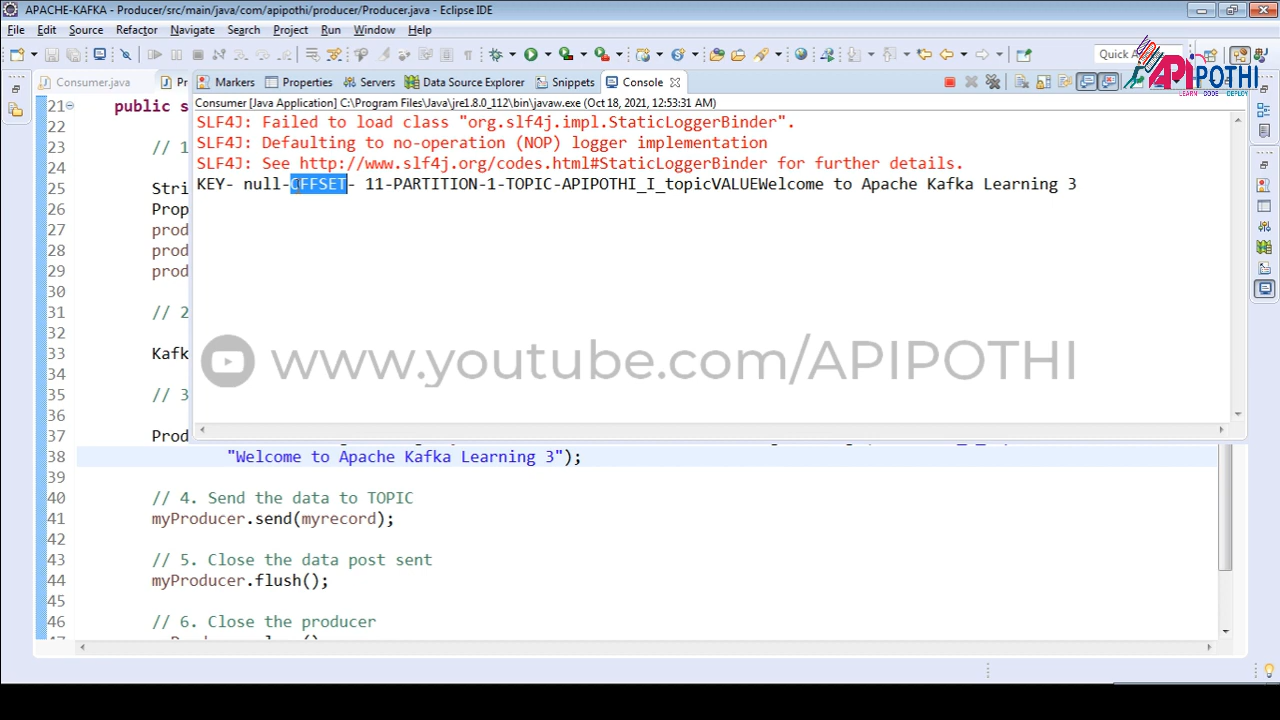 APACHE-KAFKA - Producer/src/main/java/com/apipothi/producer/Producer.java - Eclipse IDE
File Edit Source Refactor Navigate Search Project Run Window Help
Quick A
APIPOTHI
LEARN CODE DEPLOY
Consumer.java Pr Markers Properties Servers Data Source Explorer Snippets Console
Consumer [Java Application] C:\Program Files\Java\jre1.8.0_112\bin\javaw.exe (Oct 18, 2021, 12:53:31 AM)
SLF4J: Failed to load class "org.slf4j.impl.StaticLoggerBinder".
SLF4J: Defaulting to no-operation (NOP) logger implementation
SLF4J: See http://www.slf4j.org/codes.html#StaticLoggerBinder for further details.
KEY- null-OFFSET- 11-PARTITION-1-TOPIC-APIPOTHI_I_topicVALUEWelcome to Apache Kafka Learning 3
www.youtube.com/APIPOTHI
21 public s
22
23 // 1
24
25 Stri
26 Prop
27 prod
28 prod
29 prod
30
31 // 2
32
33 Kafk
34
35 // 3
36
37 Prod
38 "Welcome to Apache Kafka Learning 3");
39
40 // 4. Send the data to TOPIC
41 myProducer.send(myrecord);
42
43 // 5. Close the data post sent
44 myProducer.flush();
45
46 // 6. Close the producer